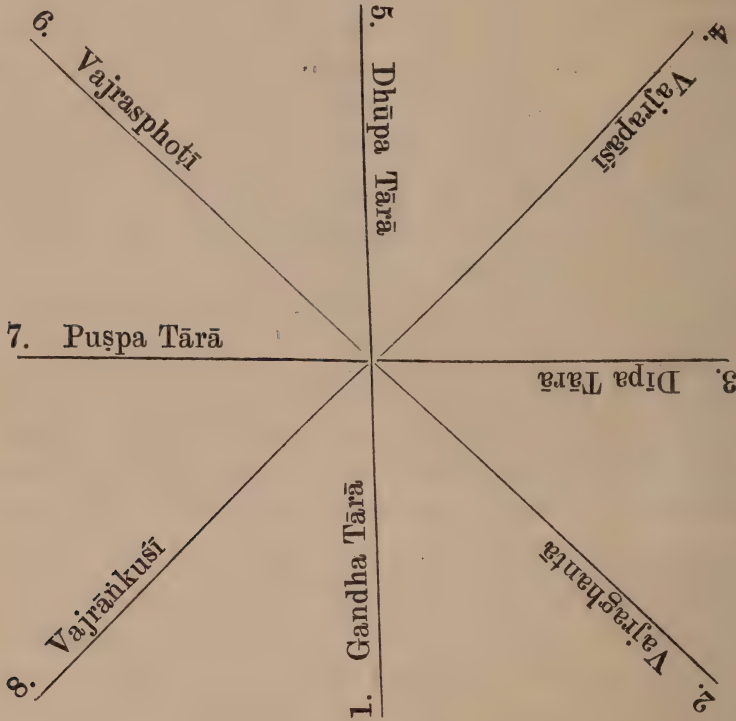 1. Gandha Tārā
2. Vajraghantā
3. Dīpa Tārā
4. Vajrapāśī
5. Dhūpa Tārā
6. Vajrasphoṭī
7. Puṣpa Tārā
8. Vajrāṅkuśī